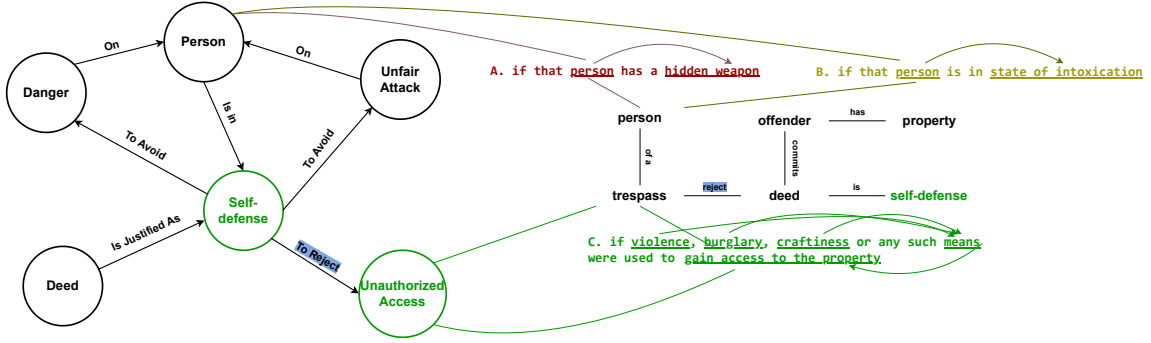 On
Person
On
Danger
Unfair
Attack
Is in
To Avoid
To Avoid
Self-
defense
Is Justified As
To Reject
Deed
Unauthorized
Access
A. if that person has a hidden weapon
B. if that person is in state of intoxication
person
offender
has
property
of a
commits
trespass
reject
deed
is
self-defense
C. if violence, burglary, craftiness or any such means
were used to gain access to the property